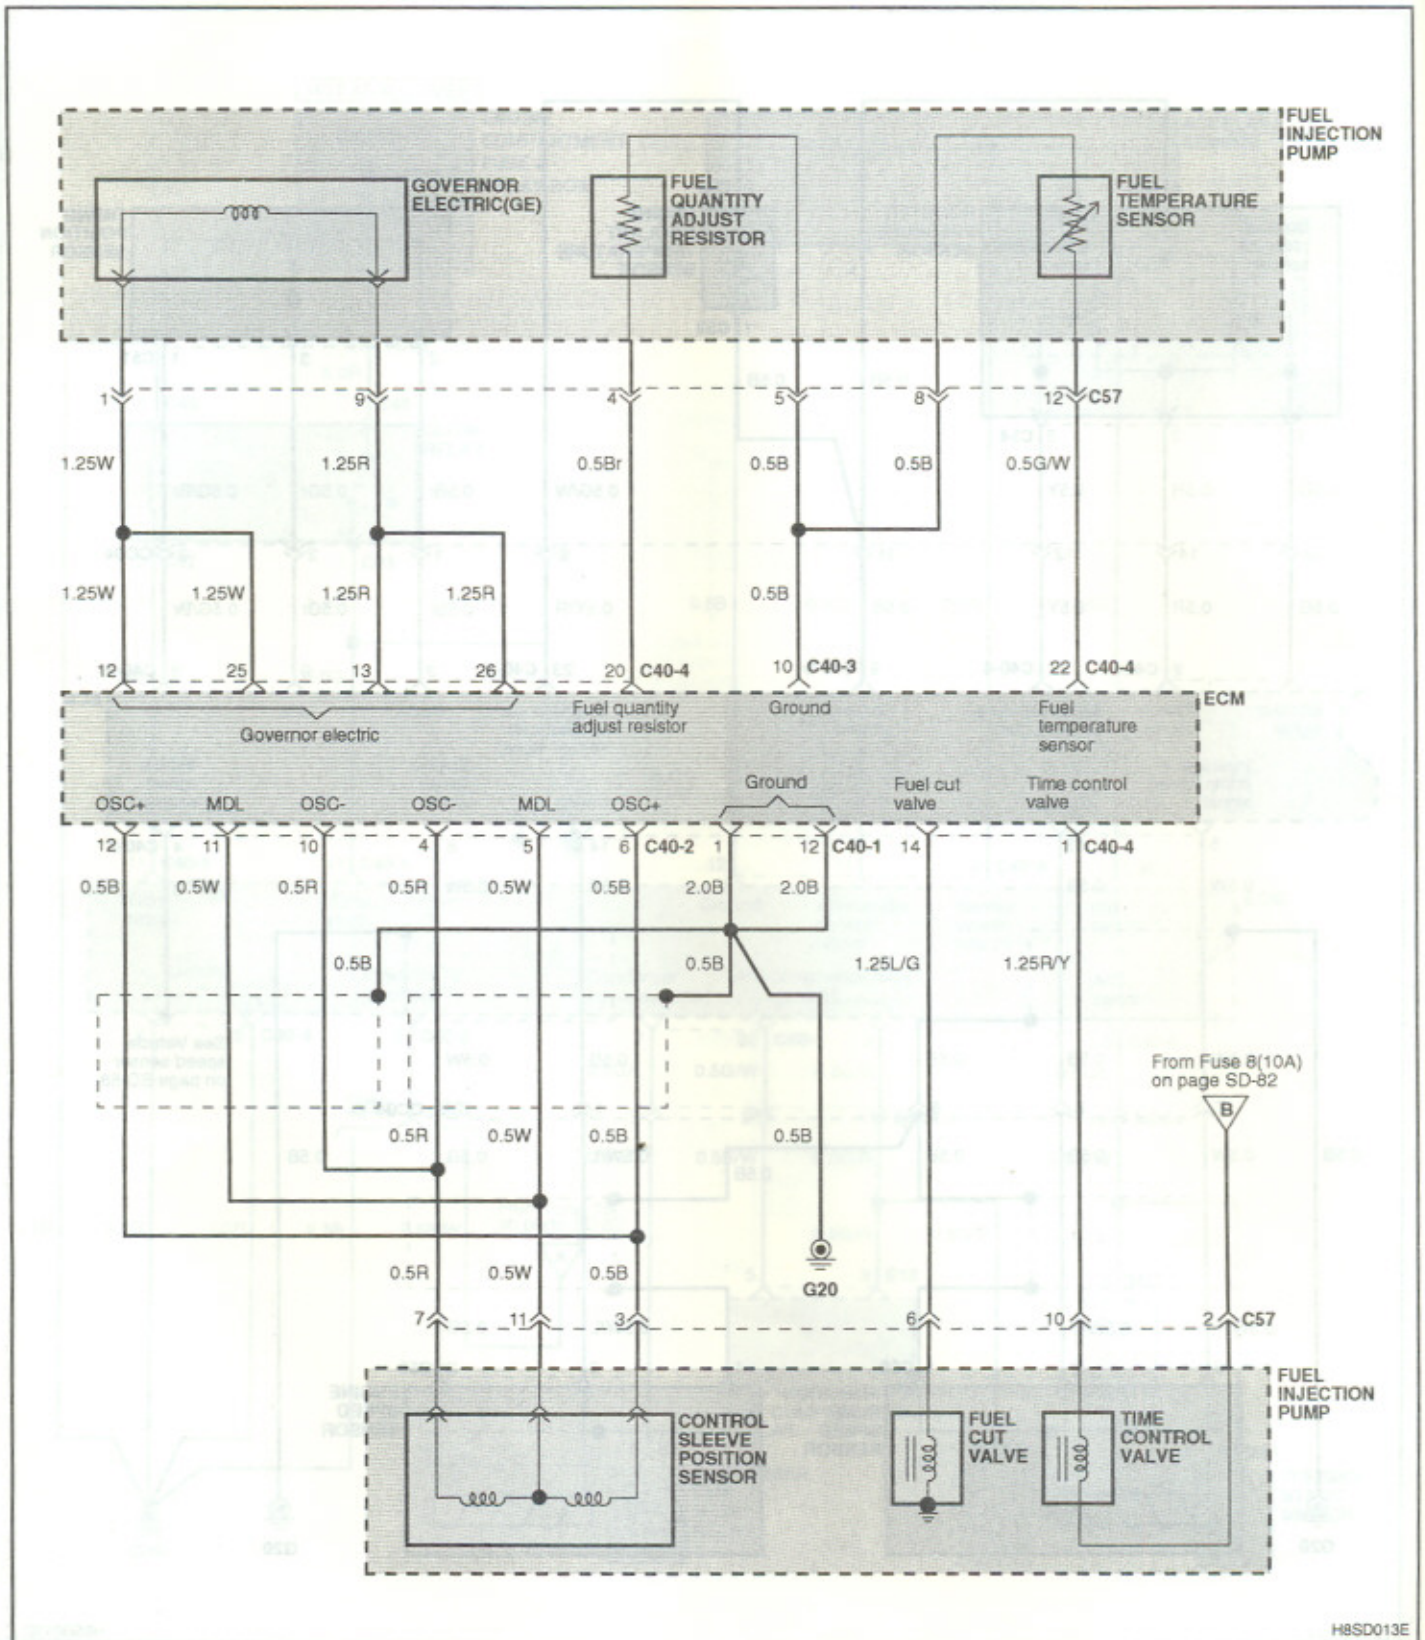 FUEL
INJECTION
PUMP
GOVERNOR
ELECTRIC(GE)
FUEL
QUANTITY
ADJUST
RESISTOR
FUEL
TEMPERATURE
SENSOR
1 9 4 5 8 12 C57
1.25W 1.25R 0.5Br 0.5B 0.5B 0.5G/W
1.25W 1.25W 1.25R 1.25R 0.5B
12 25 13 26 20 C40-4 10 C40-3 22 C40-4
ECM
Governor electric
Fuel quantity
adjust resistor
Ground
Fuel
temperature
sensor
Ground
Fuel cut
valve
Time control
valve
OSC+ MDL OSC- OSC- MDL OSC+
12 11 10 4 5 6 C40-2 1 12 C40-1 14 1 C40-4
0.5B 0.5W 0.5R 0.5R 0.5W 0.5B 2.0B 2.0B
0.5B 0.5B 1.25L/G 1.25R/Y
From Fuse 8(10A)
on page SD-82
B
0.5R 0.5W 0.5B 0.5B
0.5R 0.5W 0.5B
G20
7 11 3 6 10 2 C57
FUEL
INJECTION
PUMP
CONTROL
SLEEVE
POSITION
SENSOR
FUEL
CUT
VALVE
TIME
CONTROL
VALVE
H8SD013E